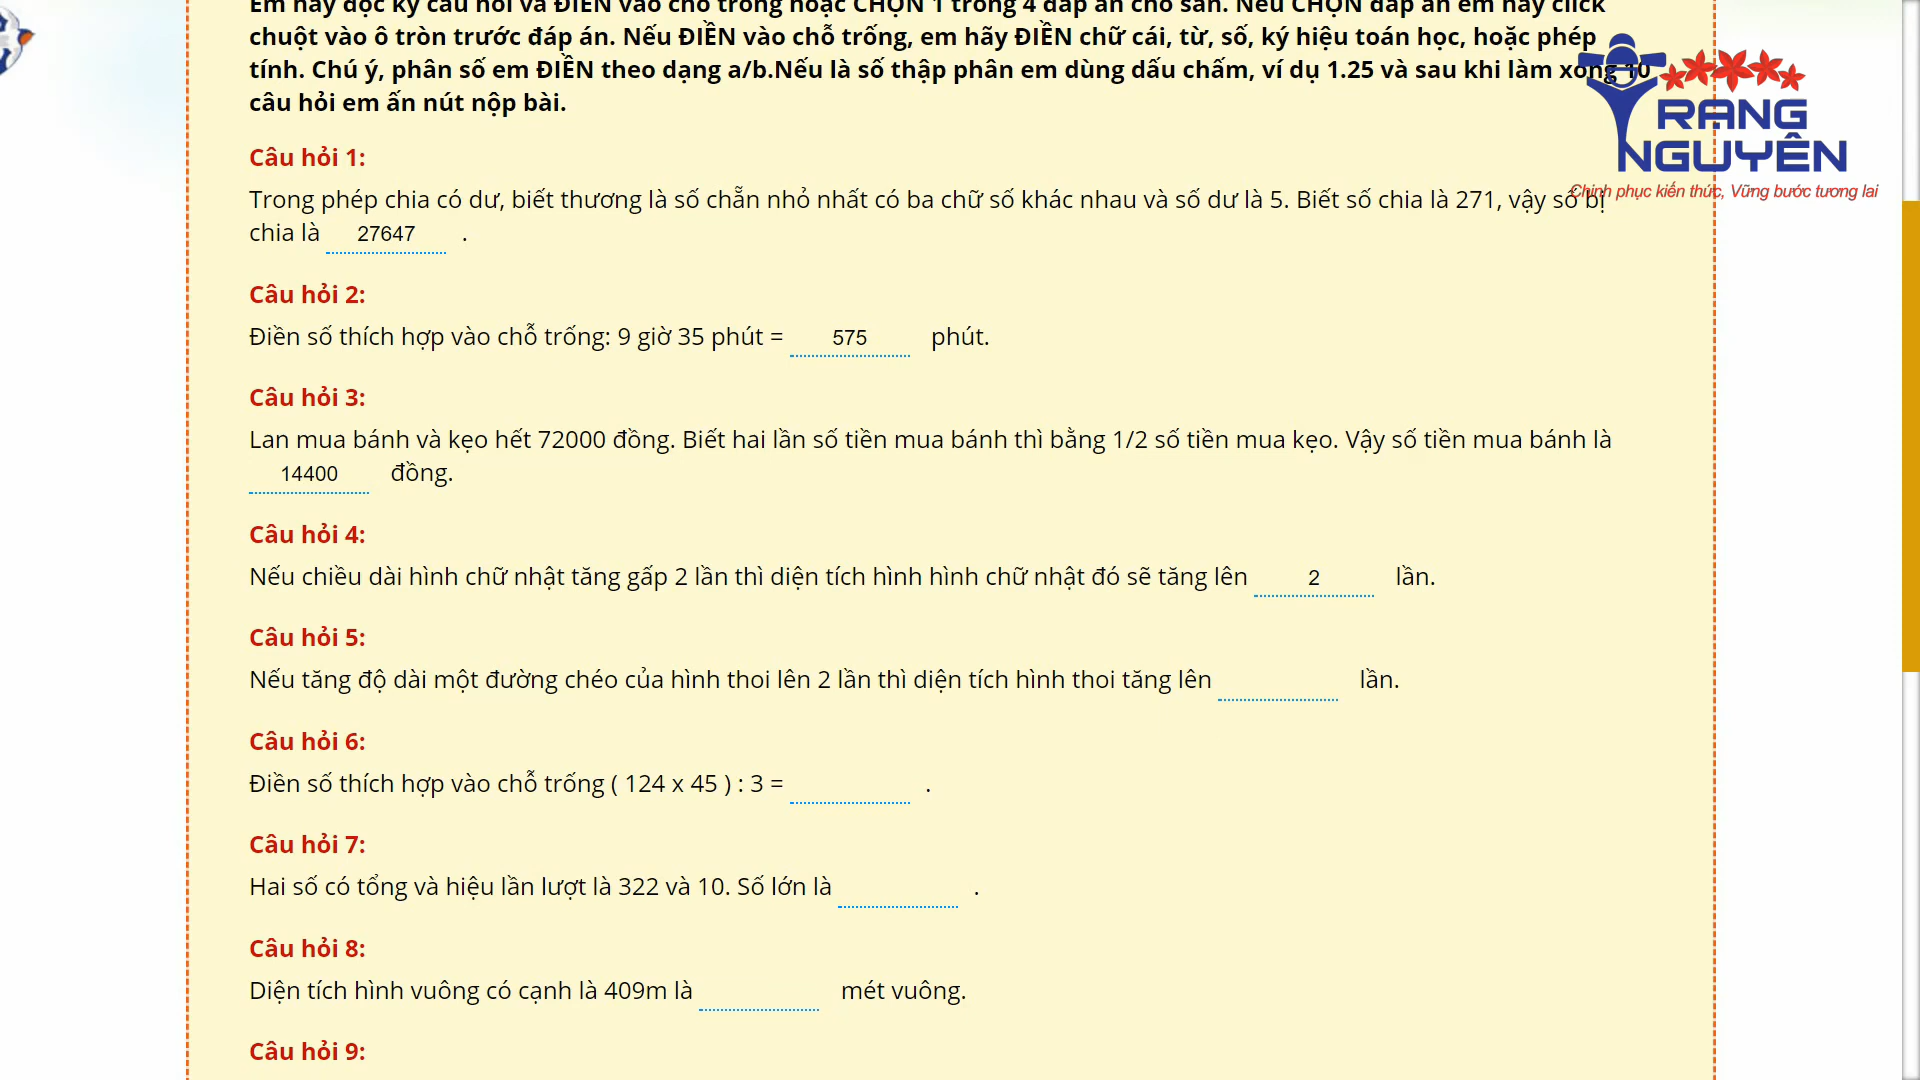 Em hãy đọc kỹ câu hỏi và ĐIỀN vào chỗ trống hoặc CHỌN 1 trong 4 đáp án cho sẵn. Nếu CHỌN đáp án em hãy click
chuột vào ô tròn trước đáp án. Nếu ĐIỀN vào chỗ trống, em hãy ĐIỀN chữ cái, từ, số, ký hiệu toán học, hoặc phép
tính. Chú ý, phân số em ĐIỀN theo dạng a/b.Nếu là số thập phân em dùng dấu chấm, ví dụ 1.25 và sau khi làm xong 10
câu hỏi em ấn nút nộp bài.
TRẠNG
NGUYÊN
Chinh phục kiến thức, Vững bước tương lai
Câu hỏi 1:
Trong phép chia có dư, biết thương là số chẵn nhỏ nhất có ba chữ số khác nhau và số dư là 5. Biết số chia là 271, vậy số bị
chia là 27647 .
Câu hỏi 2:
Điền số thích hợp vào chỗ trống: 9 giờ 35 phút = 575 phút.
Câu hỏi 3:
Lan mua bánh và kẹo hết 72000 đồng. Biết hai lần số tiền mua bánh thì bằng 1/2 số tiền mua kẹo. Vậy số tiền mua bánh là
14400 đồng.
Câu hỏi 4:
Nếu chiều dài hình chữ nhật tăng gấp 2 lần thì diện tích hình hình chữ nhật đó sẽ tăng lên 2 lần.
Câu hỏi 5:
Nếu tăng độ dài một đường chéo của hình thoi lên 2 lần thì diện tích hình thoi tăng lên lần.
Câu hỏi 6:
Điền số thích hợp vào chỗ trống ( 124 x 45 ) : 3 = .
Câu hỏi 7:
Hai số có tổng và hiệu lần lượt là 322 và 10. Số lớn là .
Câu hỏi 8:
Diện tích hình vuông có cạnh là 409m là mét vuông.
Câu hỏi 9: